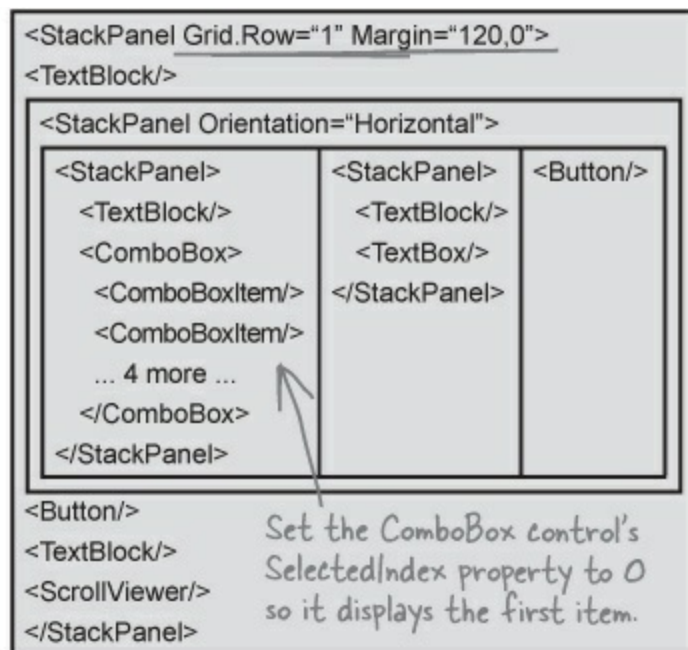 <StackPanel Grid.Row=“1” Margin=“120,0”>
<TextBlock/>
<StackPanel Orientation=“Horizontal”>
<StackPanel>
<TextBlock/>
<ComboBox>
<ComboBoxItem/>
<ComboBoxItem/>
... 4 more ...
</ComboBox>
</StackPanel>
<StackPanel>
<TextBlock/>
<TextBox/>
</StackPanel>
<Button/>
<Button/>
<TextBlock/>
<ScrollViewer/>
</StackPanel>
Set the ComboBox control's
SelectedIndex property to 0
so it displays the first item.